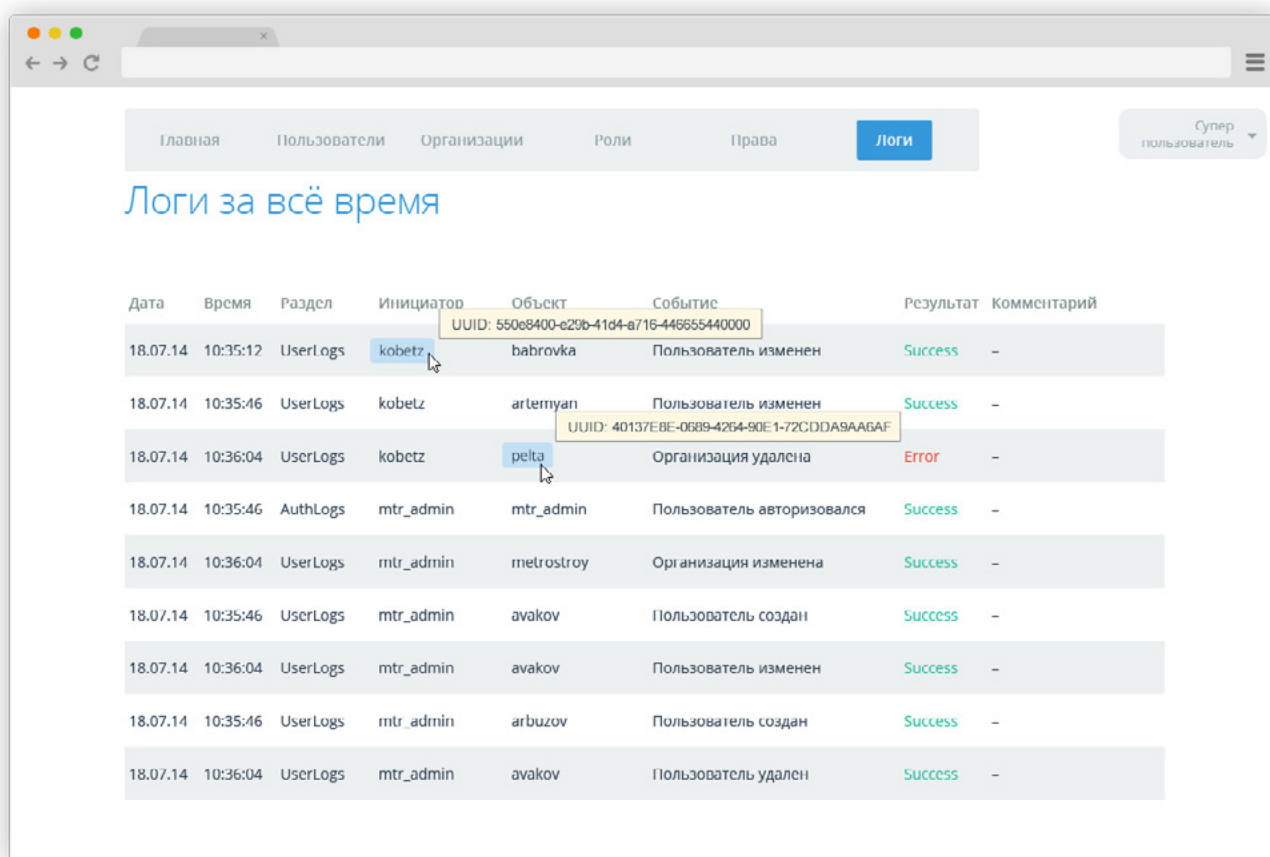 Главная Пользователи Организации Роли Права Логи
Супер
пользователь
Логи за всё время
Дата Время Раздел Инициатор Объект Событие Результат Комментарий
UUID: 550e8400-e29b-41d4-a716-446655440000
18.07.14 10:35:12 UserLogs kobetz babrovka Пользователь изменен Success –
18.07.14 10:35:46 UserLogs kobetz artemyan Пользователь изменен Success –
UUID: 40137E8E-0689-4264-90E1-72CDDA9AA6AF
18.07.14 10:36:04 UserLogs kobetz pelta Организация удалена Error –
18.07.14 10:35:46 AuthLogs mtr_admin mtr_admin Пользователь авторизовался Success –
18.07.14 10:36:04 UserLogs mtr_admin metrostroy Организация изменена Success –
18.07.14 10:35:46 UserLogs mtr_admin avakov Пользователь создан Success –
18.07.14 10:36:04 UserLogs mtr_admin avakov Пользователь изменен Success –
18.07.14 10:35:46 UserLogs mtr_admin arbuzov Пользователь создан Success –
18.07.14 10:36:04 UserLogs mtr_admin avakov Пользователь удален Success –